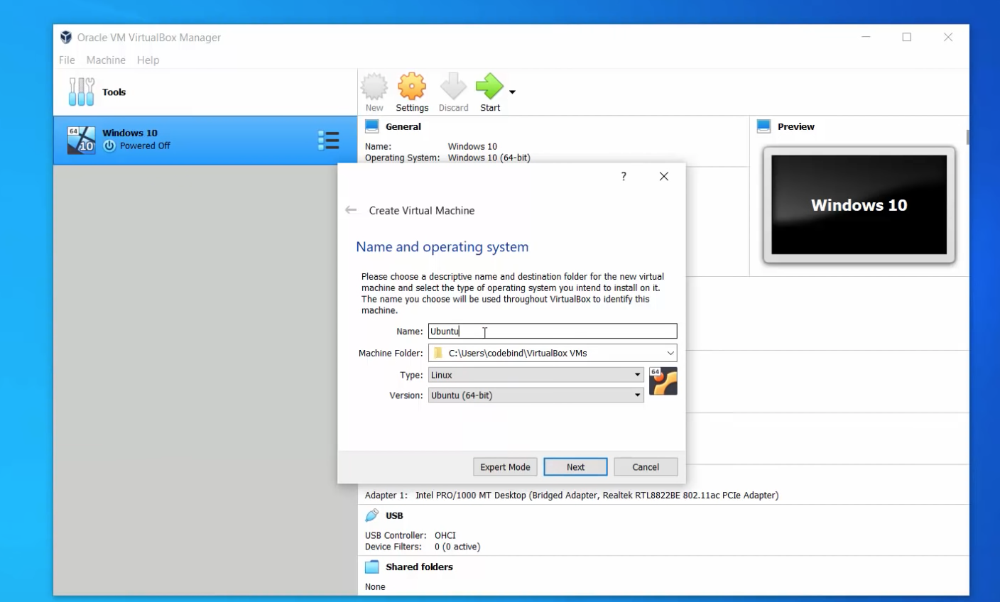 Oracle VM VirtualBox Manager
File Machine Help
Tools
New Settings Discard Start
64
10
Windows 10
Powered Off
General
Name: Windows 10
Operating System: Windows 10 (64-bit)
Preview
Windows 10
?
Create Virtual Machine
Name and operating system
Please choose a descriptive name and destination folder for the new virtual
machine and select the type of operating system you intend to install on it.
The name you choose will be used throughout VirtualBox to identify this
machine.
Name: Ubuntu
Machine Folder: C:\Users\codebind\VirtualBox VMs
Type: Linux
64
Version: Ubuntu (64-bit)
Expert Mode Next Cancel
Adapter 1: Intel PRO/1000 MT Desktop (Bridged Adapter, Realtek RTL8822BE 802.11ac PCIe Adapter)
USB
USB Controller: OHCI
Device Filters: 0 (0 active)
Shared folders
None